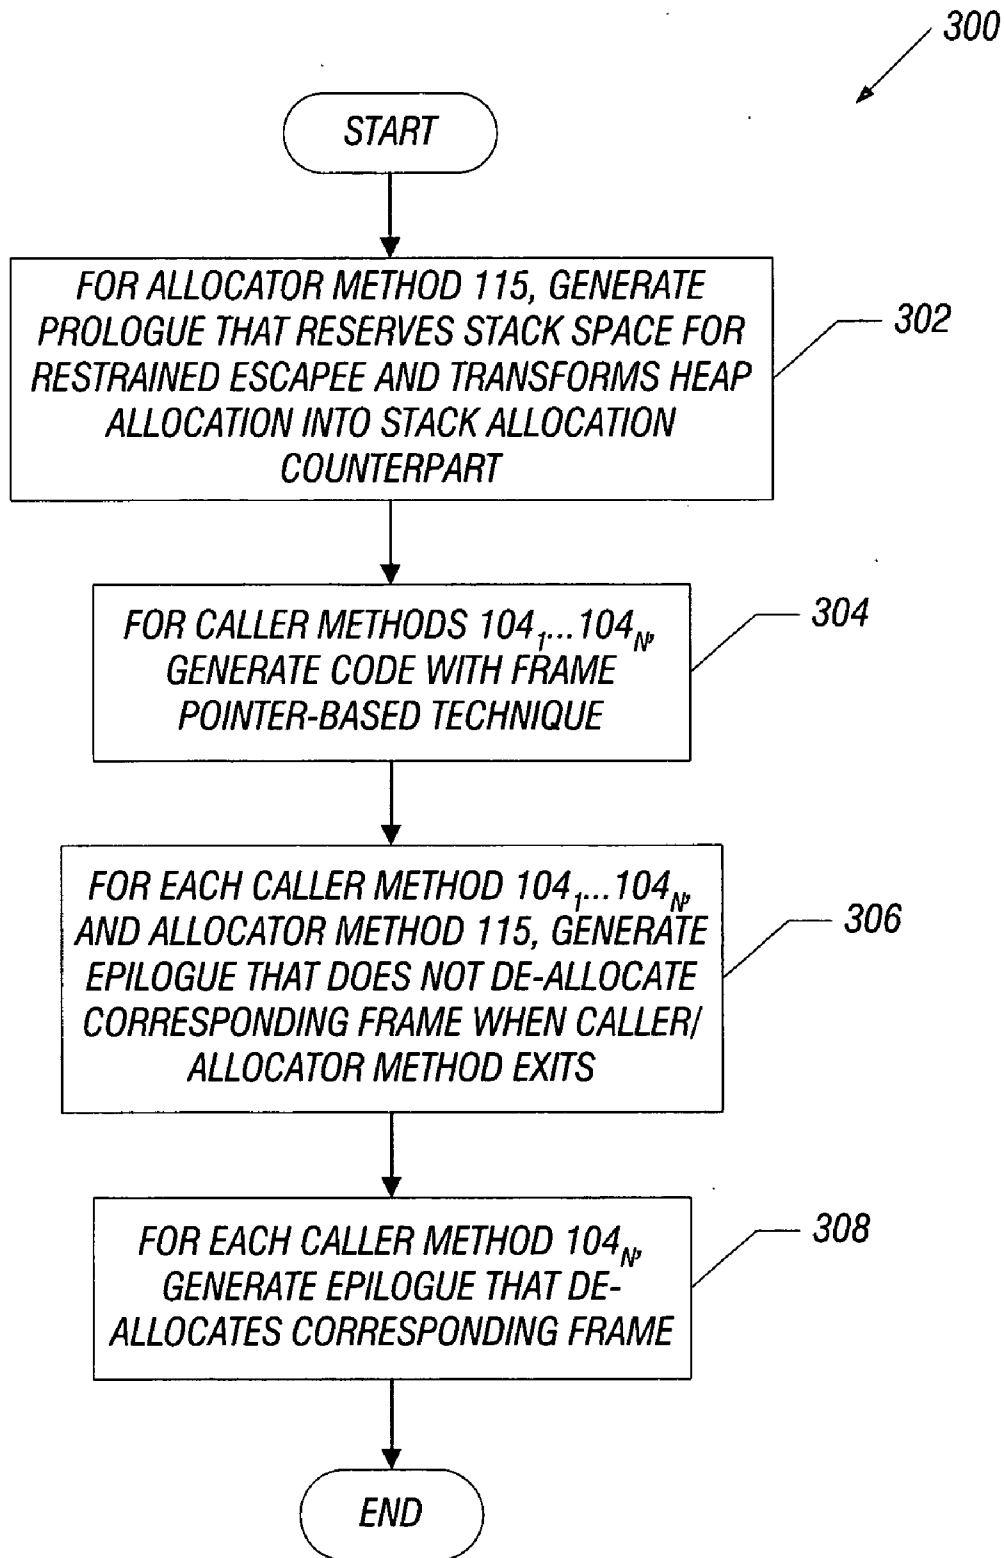 300
START
FOR ALLOCATOR METHOD 115, GENERATE
PROLOGUE THAT RESERVES STACK SPACE FOR
RESTRAINED ESCAPEE AND TRANSFORMS HEAP
ALLOCATION INTO STACK ALLOCATION
COUNTERPART
302
FOR CALLER METHODS 104₁...104_N,
GENERATE CODE WITH FRAME
POINTER-BASED TECHNIQUE
304
FOR EACH CALLER METHOD 104₁...104_N,
AND ALLOCATOR METHOD 115, GENERATE
EPILOGUE THAT DOES NOT DE-ALLOCATE
CORRESPONDING FRAME WHEN CALLER/
ALLOCATOR METHOD EXITS
306
FOR EACH CALLER METHOD 104_N,
GENERATE EPILOGUE THAT DE-
ALLOCATES CORRESPONDING FRAME
308
END